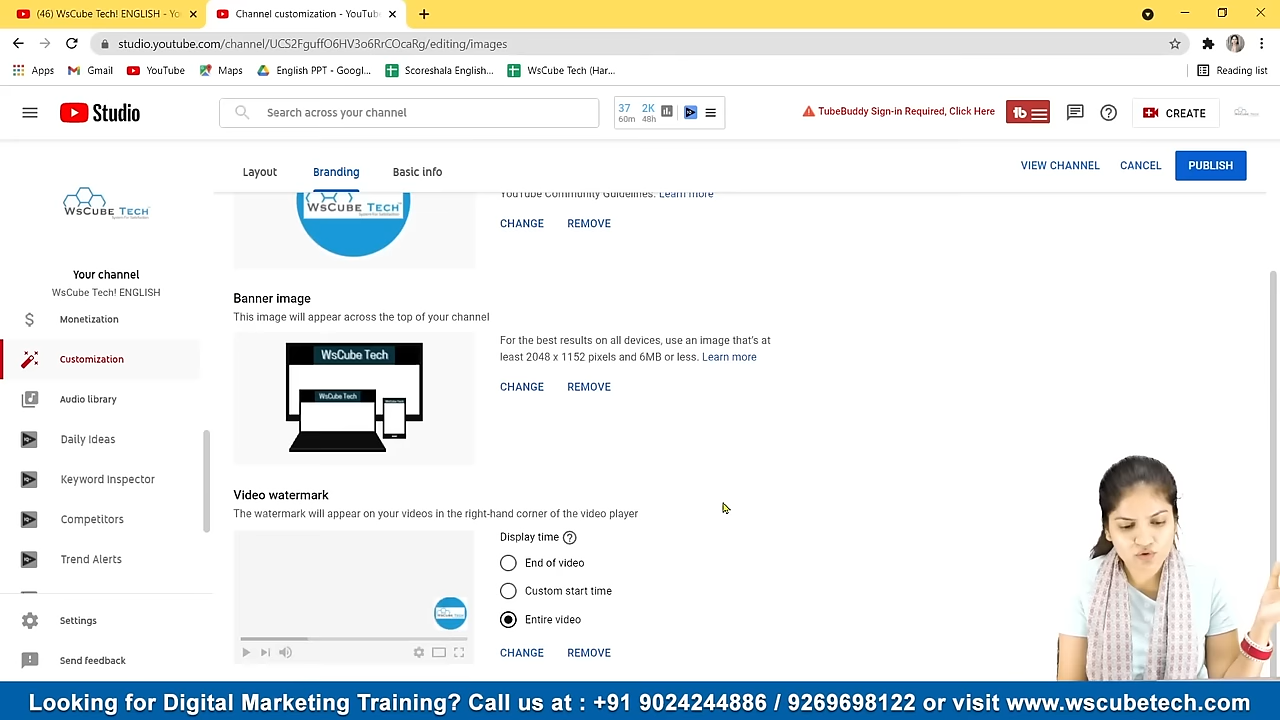 (46) WsCube Tech! ENGLISH - Yo
Channel customization - YouTub
studio.youtube.com/channel/UCS2FguffO6HV3o6RrCOcaRg/editing/images
Apps
Gmail
YouTube
Maps
English PPT - Googl...
Scoreshala English...
WsCube Tech (Har...
Reading list
Studio
Search across your channel
37 2K
60m 48h
TubeBuddy Sign-in Required, Click Here
tb
CREATE
Layout
Branding
Basic info
VIEW CHANNEL
CANCEL
PUBLISH
WsCube Tech
Your channel
WsCube Tech! ENGLISH
Monetization
Customization
Audio library
Daily Ideas
Keyword Inspector
Competitors
Trend Alerts
Settings
Send feedback
YouTube Community Guidelines. Learn more
WsCube Tech
CHANGE
REMOVE
Banner image
This image will appear across the top of your channel
WsCube Tech
WsCube Tech
For the best results on all devices, use an image that's at
least 2048 x 1152 pixels and 6MB or less. Learn more
CHANGE
REMOVE
Video watermark
The watermark will appear on your videos in the right-hand corner of the video player
WsCube Tech
Display time
End of video
Custom start time
Entire video
CHANGE
REMOVE
Looking for Digital Marketing Training? Call us at : +91 9024244886 / 9269698122 or visit www.wscubetech.com